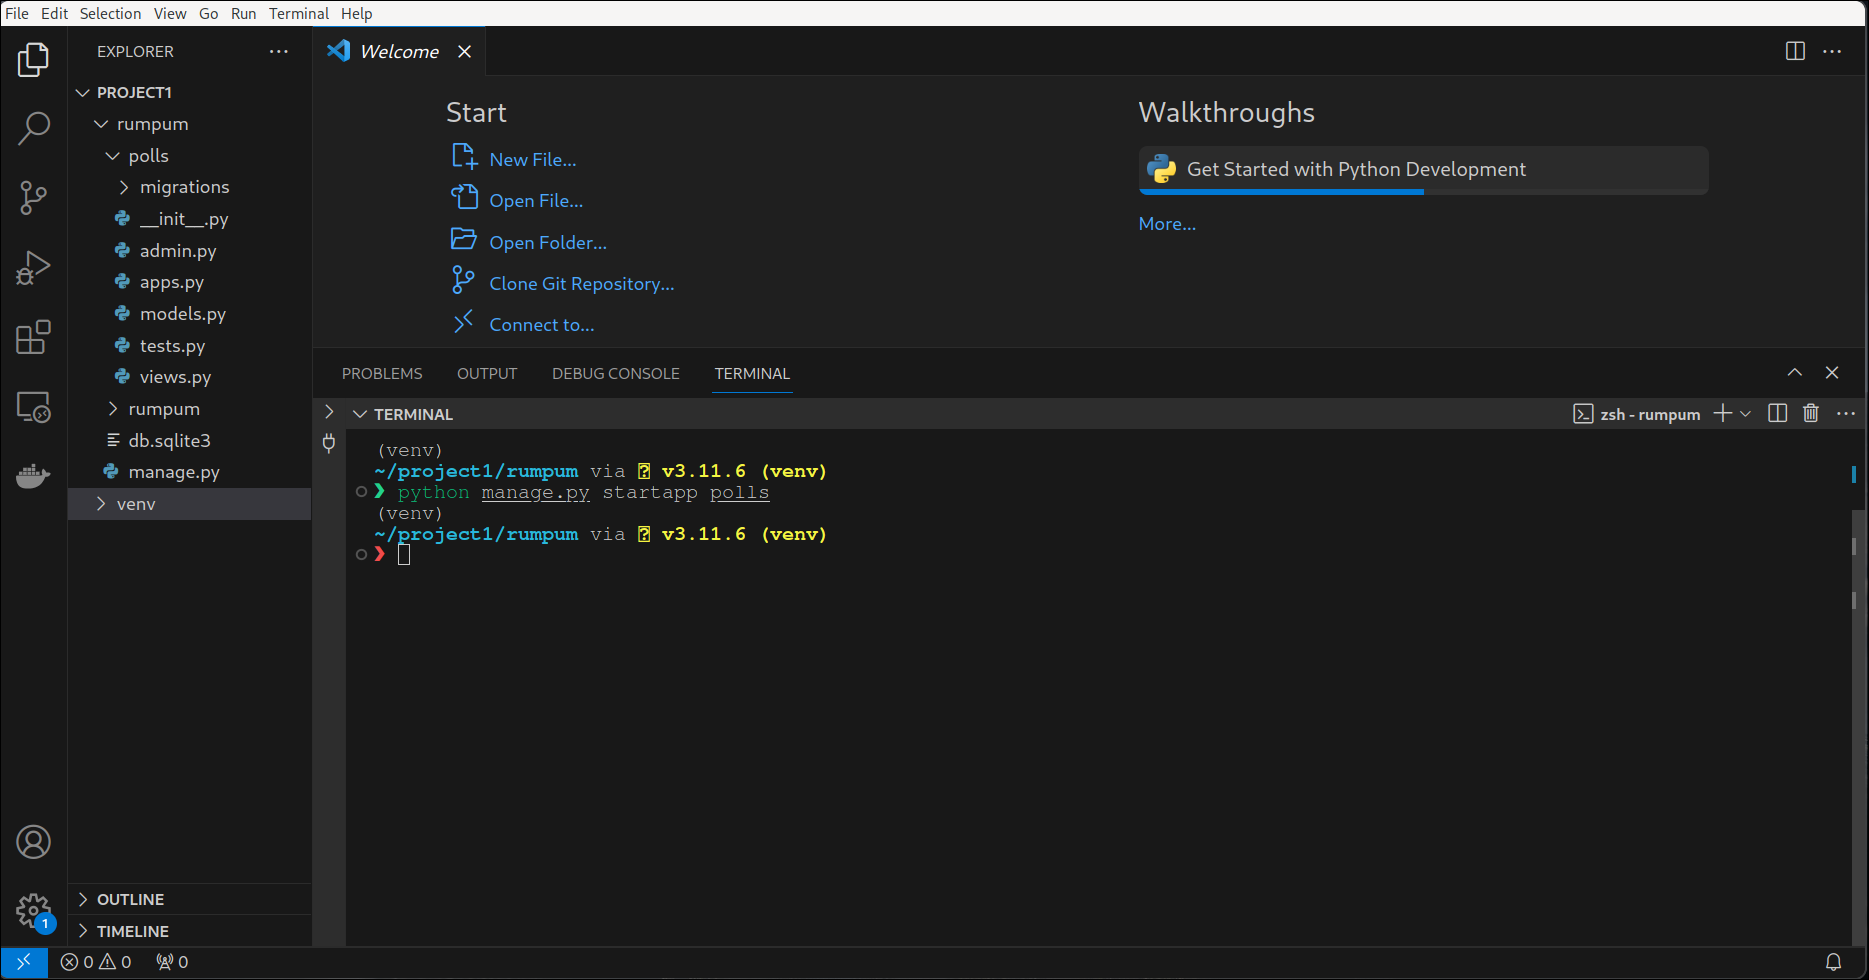 File Edit Selection View Go Run Terminal Help
EXPLORER
PROJECT1
rumpum
polls
migrations
__init__.py
admin.py
apps.py
models.py
tests.py
views.py
rumpum
db.sqlite3
manage.py
venv
OUTLINE
TIMELINE
Welcome
Start
New File...
Open File...
Open Folder...
Clone Git Repository...
Connect to...
Walkthroughs
Get Started with Python Development
More...
PROBLEMS OUTPUT DEBUG CONSOLE TERMINAL
TERMINAL
zsh - rumpum
(venv)
~/project1/rumpum via ? v3.11.6 (venv)
❯ python manage.py startapp polls
(venv)
~/project1/rumpum via ? v3.11.6 (venv)
❯
1
0 0 0